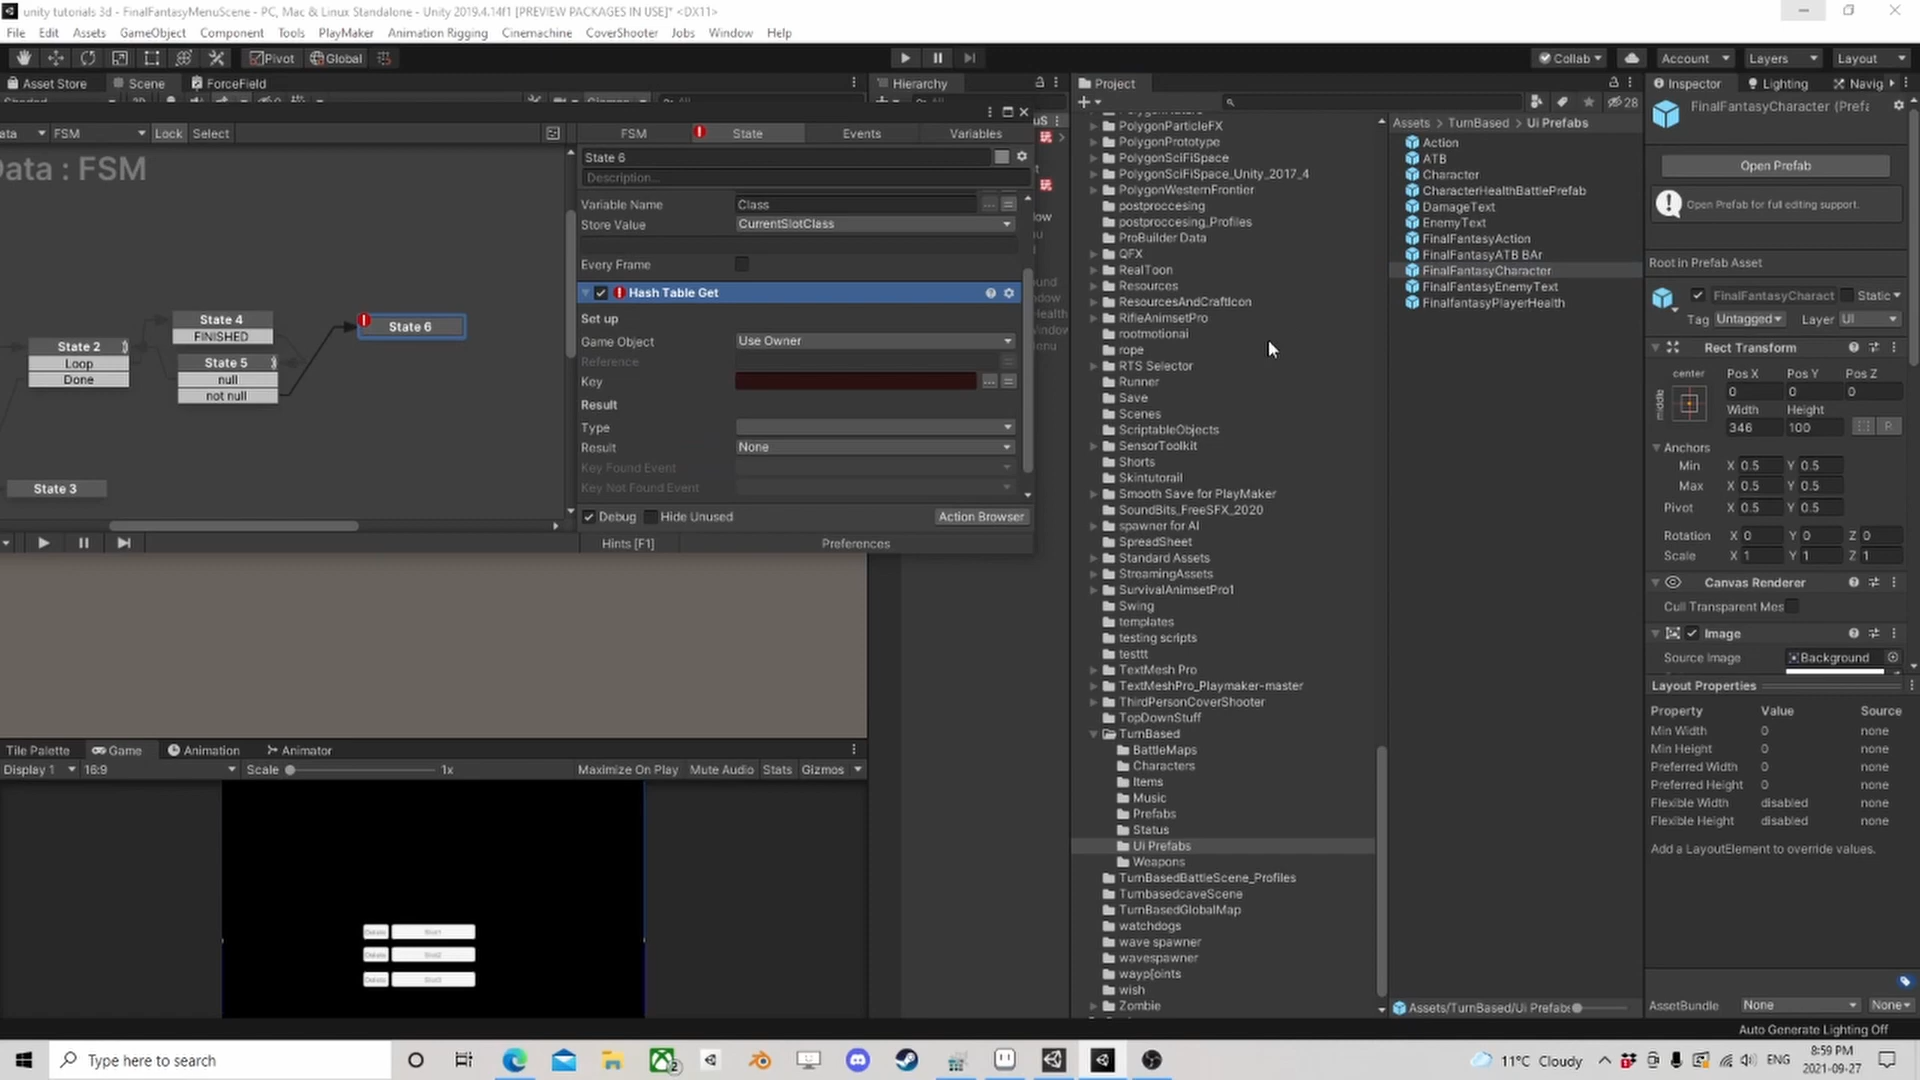 unity tutorials 3d - FinalFantasyMenuScene - PC, Mac & Linux Standalone - Unity 2019.4.14f1 [PREVIEW PACKAGES IN USE]* <DX11>
File Edit Assets GameObject Component Tools PlayMaker Animation Rigging Cinemachine CoverShooter Jobs Window Help
Pivot Global Collab Account Layers Layout
Asset Store Scene ForceField
ata FSM Lock Select
ata : FSM
State 2
Loop
Done
State 4
FINISHED
State 5
null
not null
State 6
State 3
FSM State Events Variables
State 6
Description...
Variable Name Class
Store Value CurrentSlotClass
Every Frame
Hash Table Get
Set up
Game Object Use Owner
Reference
Key
Result
Type
Result None
Key Found Event
Key Not Found Event
Debug Hide Unused Action Browser
Hints [F1] Preferences
Hierarchy
Project
28
PolygonParticleFX
PolygonPrototype
PolygonSciFiSpace
PolygonSciFiSpace_Unity_2017_4
PolygonWesternFrontier
postproccesing
postproccesing_Profiles
ProBuilder Data
QFX
RealToon
Resources
ResourcesAndCraftIcon
RifleAnimsetPro
rootmotionai
rope
RTS Selector
Runner
Save
Scenes
ScriptableObjects
SensorToolkit
Shorts
Skintutorail
Smooth Save for PlayMaker
SoundBits_FreeSFX_2020
spawner for AI
SpreadSheet
Standard Assets
StreamingAssets
SurvivalAnimsetPro1
Swing
templates
testing scripts
testtt
TextMesh Pro
TextMeshPro_Playmaker-master
ThirdPersonCoverShooter
TopDownStuff
TurnBased
BattleMaps
Characters
Items
Music
Prefabs
Status
Ui Prefabs
Weapons
TurnBasedBattleScene_Profiles
TurnbasedcaveScene
TurnBasedGlobalMap
watchdogs
wave spawner
wavespawner
wayp[oints
wish
Zombie
Assets > TurnBased > Ui Prefabs
Action
ATB
Character
CharacterHealthBattlePrefab
DamageText
EnemyText
FinalFantasyAction
FinalFantasyATB BAr
FinalFantasyCharacter
FinalFantasyEnemyText
FinalfantasyPlayerHealth
Assets/TurnBased/Ui Prefabs
Inspector Lighting Navig
FinalFantasyCharacter (Prefa
Open Prefab
Open Prefab for full editing support.
Root in Prefab Asset
FinalFantasyCharact Static
Tag Untagged Layer UI
Rect Transform
center Pos X Pos Y Pos Z
middle
0 0 0
Width Height
346 100 R
Anchors
Min X 0.5 Y 0.5
Max X 0.5 Y 0.5
Pivot X 0.5 Y 0.5
Rotation X 0 Y 0 Z 0
Scale X 1 Y 1 Z 1
Canvas Renderer
Cull Transparent Mes
Image
Source Image Background
Layout Properties
Property Value Source
Min Width 0 none
Min Height 0 none
Preferred Width 0 none
Preferred Height 0 none
Flexible Width disabled none
Flexible Height disabled none
Add a LayoutElement to override values.
AssetBundle None None
Auto Generate Lighting Off
Tile Palette Game Animation Animator
Display 1 16:9 Scale 1x Maximize On Play Mute Audio Stats Gizmos
Type here to search
11°C Cloudy ENG 8:59 PM
2021-09-27